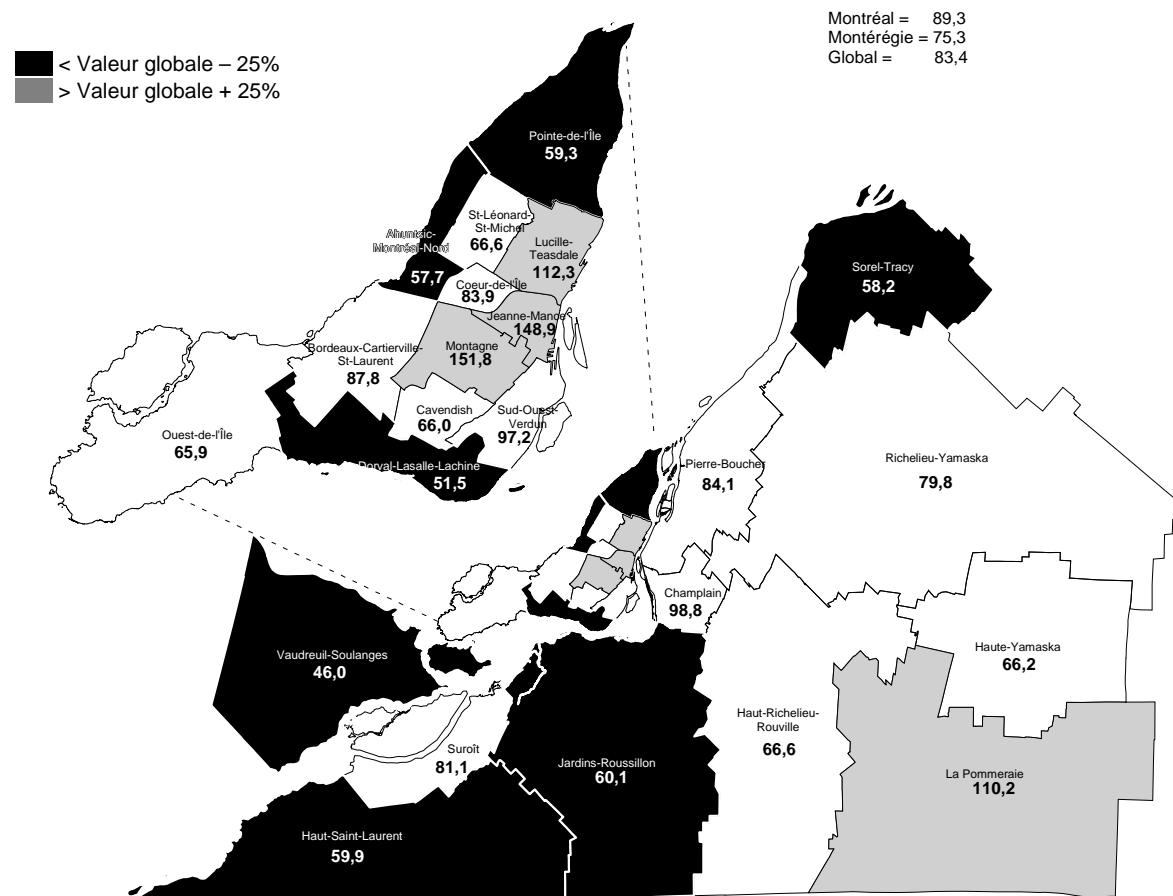 Montréal = 89,3
Montérégie = 75,3
Global = 83,4
< Valeur globale – 25%
> Valeur globale + 25%
Pointe-de-l'Île
59,3
St-Léonard-
St-Michel
66,6
Ahuntsic-
Montréal-Nord
57,7
Lucille-
Teasdale
112,3
Coeur-de-l'Île
83,9
Jeanne-Mance
148,9
Montagne
151,8
Bordeaux-Cartierville-
St-Laurent
87,8
Cavendish
66,0
Sud-Ouest-
Verdun
97,2
Ouest-de-l'Île
65,9
Dorval-Lasalle-Lachine
51,5
Sorel-Tracy
58,2
Pierre-Boucher
84,1
Richelieu-Yamaska
79,8
Champlain
98,8
Vaudreuil-Soulanges
46,0
Haute-Yamaska
66,2
Haut-Richelieu-
Rouville
66,6
Suroît
81,1
Jardins-Roussillon
60,1
La Pommeraie
110,2
Haut-Saint-Laurent
59,9